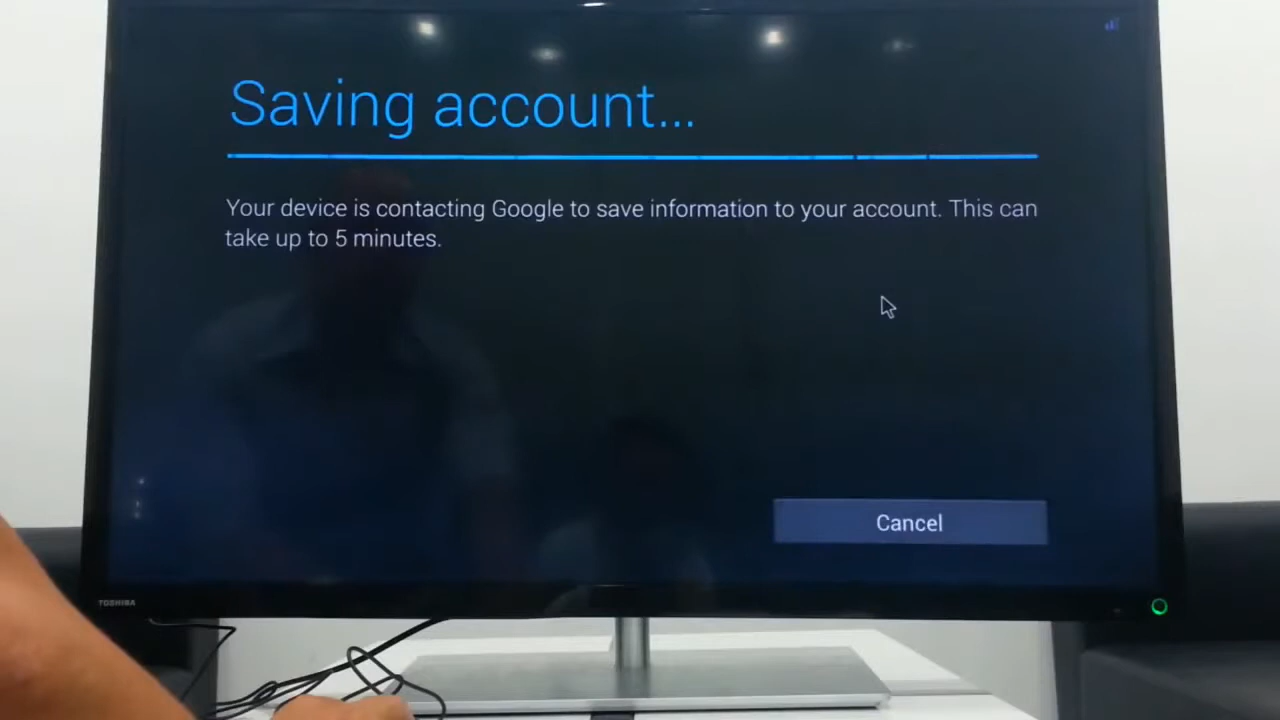 Saving account...
Your device is contacting Google to save information to your account. This can
take up to 5 minutes.
Cancel
TOSHIBA